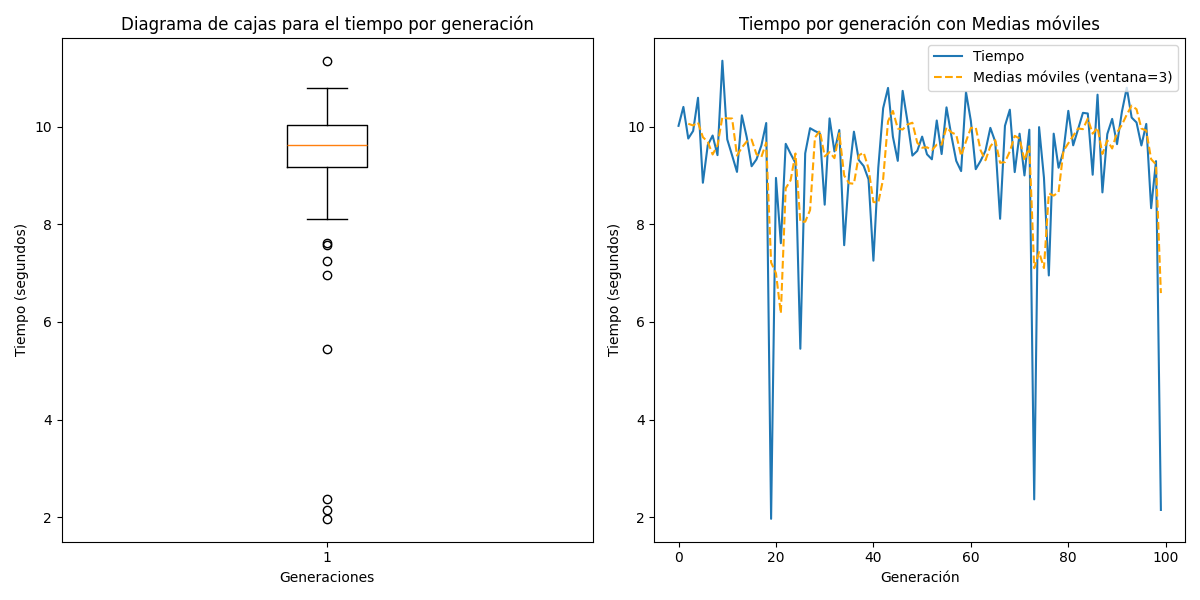 Diagrama de cajas para el tiempo por generación
Tiempo (segundos)
10
8
6
4
2
1
Generaciones
Tiempo por generación con Medias móviles
Tiempo
Medias móviles (ventana=3)
Tiempo (segundos)
10
8
6
4
2
0 20 40 60 80 100
Generación